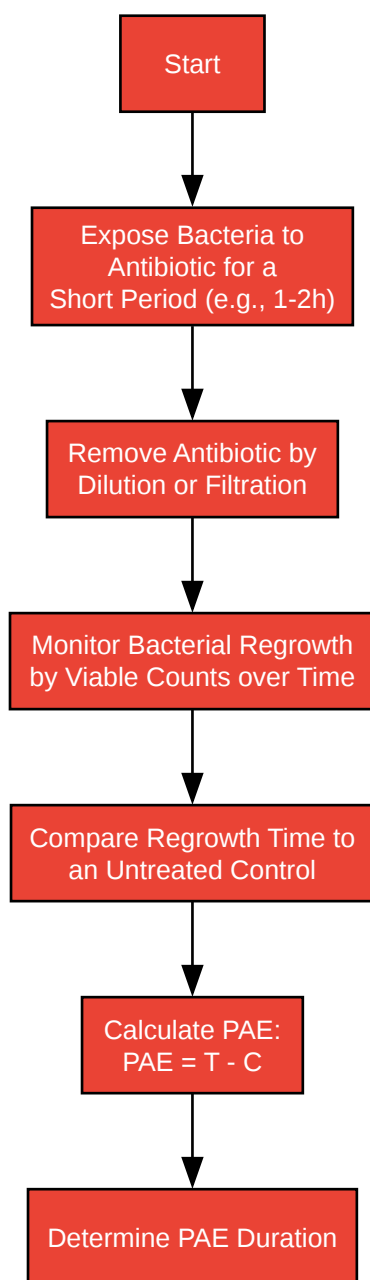 Start
Expose Bacteria to
Antibiotic for a
Short Period (e.g., 1-2h)
Remove Antibiotic by
Dilution or Filtration
Monitor Bacterial Regrowth
by Viable Counts over Time
Compare Regrowth Time to
an Untreated Control
Calculate PAE:
PAE = T - C
Determine PAE Duration